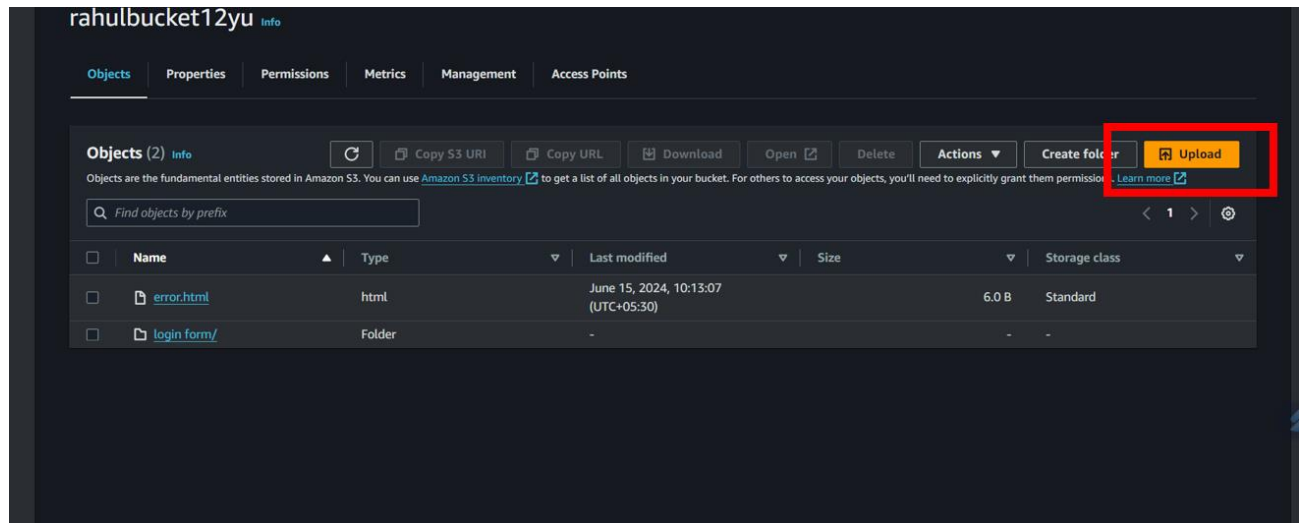 rahulbucket12yu Info
Objects Properties Permissions Metrics Management Access Points
Objects (2) Info Copy S3 URI Copy URL Download Open Delete Actions Create folder Upload
Objects are the fundamental entities stored in Amazon S3. You can use Amazon S3 inventory to get a list of all objects in your bucket. For others to access your objects, you'll need to explicitly grant them permission. Learn more
Find objects by prefix 1
Name Type Last modified Size Storage class
error.html html June 15, 2024, 10:13:07 6.0 B Standard
(UTC+05:30)
login form/ Folder - - -